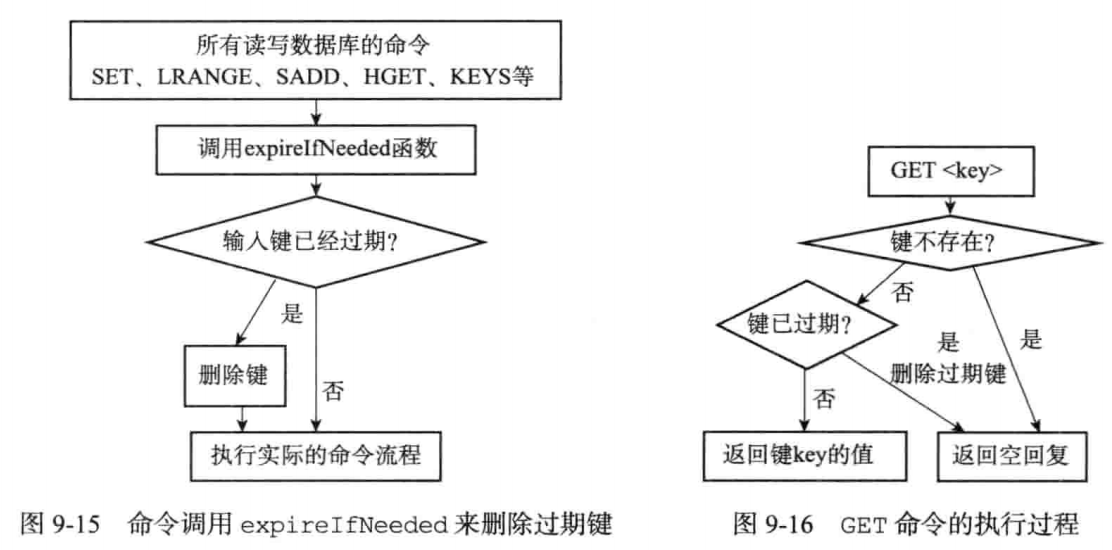 所有读写数据库的命令
SET、LRANGE、SADD、HGET、KEYS等
调用expireIfNeeded函数
输入键已经过期？
是
删除键
否
执行实际的命令流程
图 9-15 命令调用 expireIfNeeded 来删除过期键
GET <key>
键不存在？
否
键已过期？
是
删除过期键
是
否
返回键key的值
返回空回复
图 9-16 GET 命令的执行过程